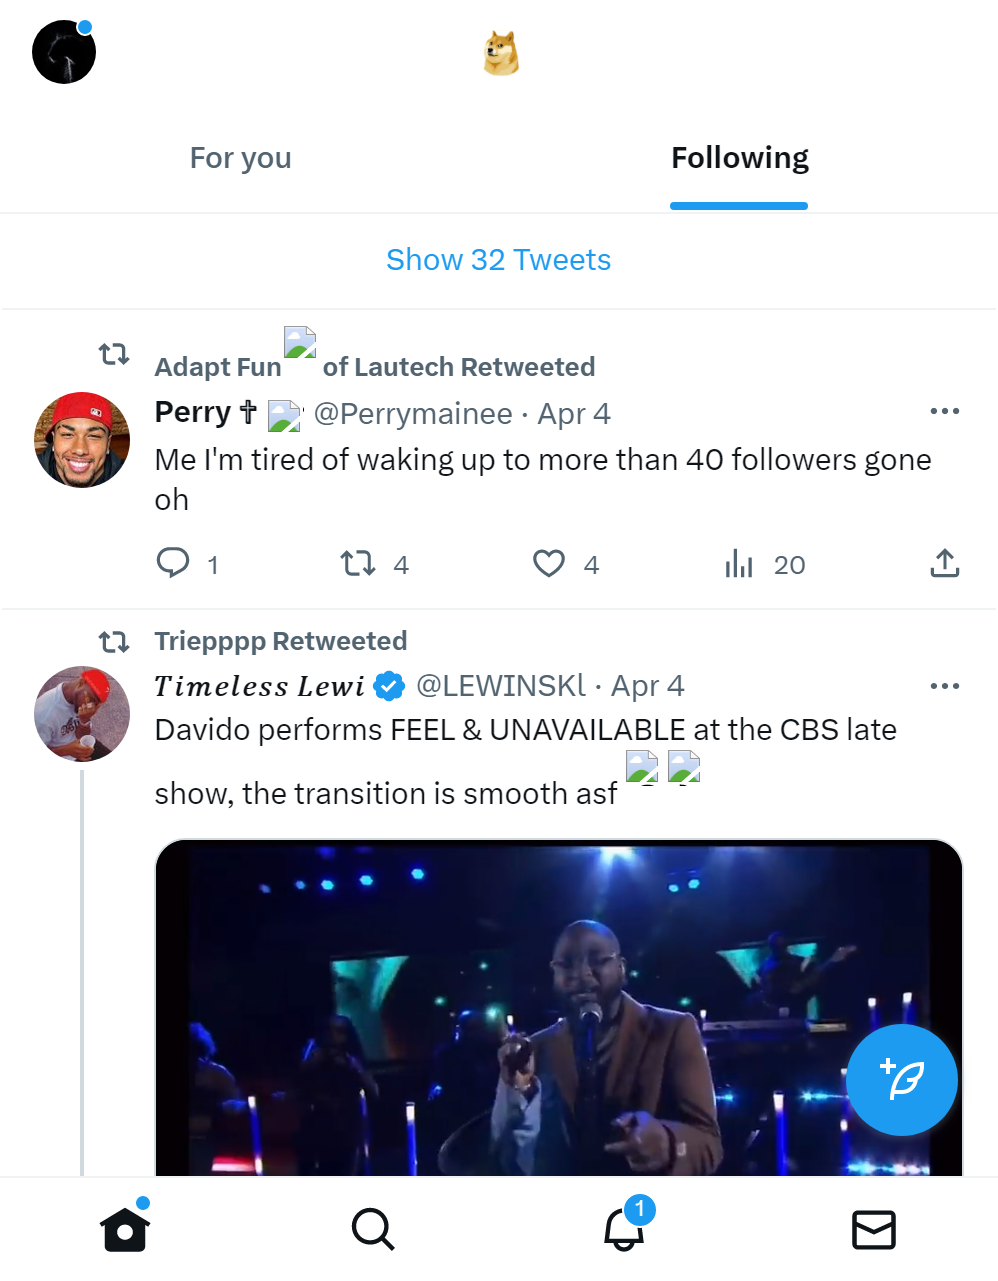 For you
Following
Show 32 Tweets
Adapt Fun of Lautech Retweeted
Perry ✞ @Perrymainee · Apr 4
Me I'm tired of waking up to more than 40 followers gone
oh
1 4 4 20
Triepppp Retweeted
𝑇𝑖𝑚𝑒𝑙𝑒𝑠𝑠 𝐿𝑒𝑤𝑖 @LEWINSKl · Apr 4
Davido performs FEEL & UNAVAILABLE at the CBS late
show, the transition is smooth asf
1